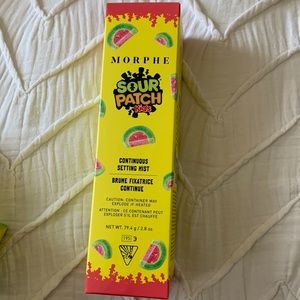 MORPHE
SOUR
PATCH
KIDS
CONTINUOUS
SETTING MIST
BRUME FIXATRICE
CONTINUE
CAUTION: CONTAINER MAY
EXPLODE IF HEATED
ATTENTION : CE CONTENANT PEUT
EXPLOSER S'IL EST CHAUFFÉ
NET WT. 79.4 g / 2.8 oz